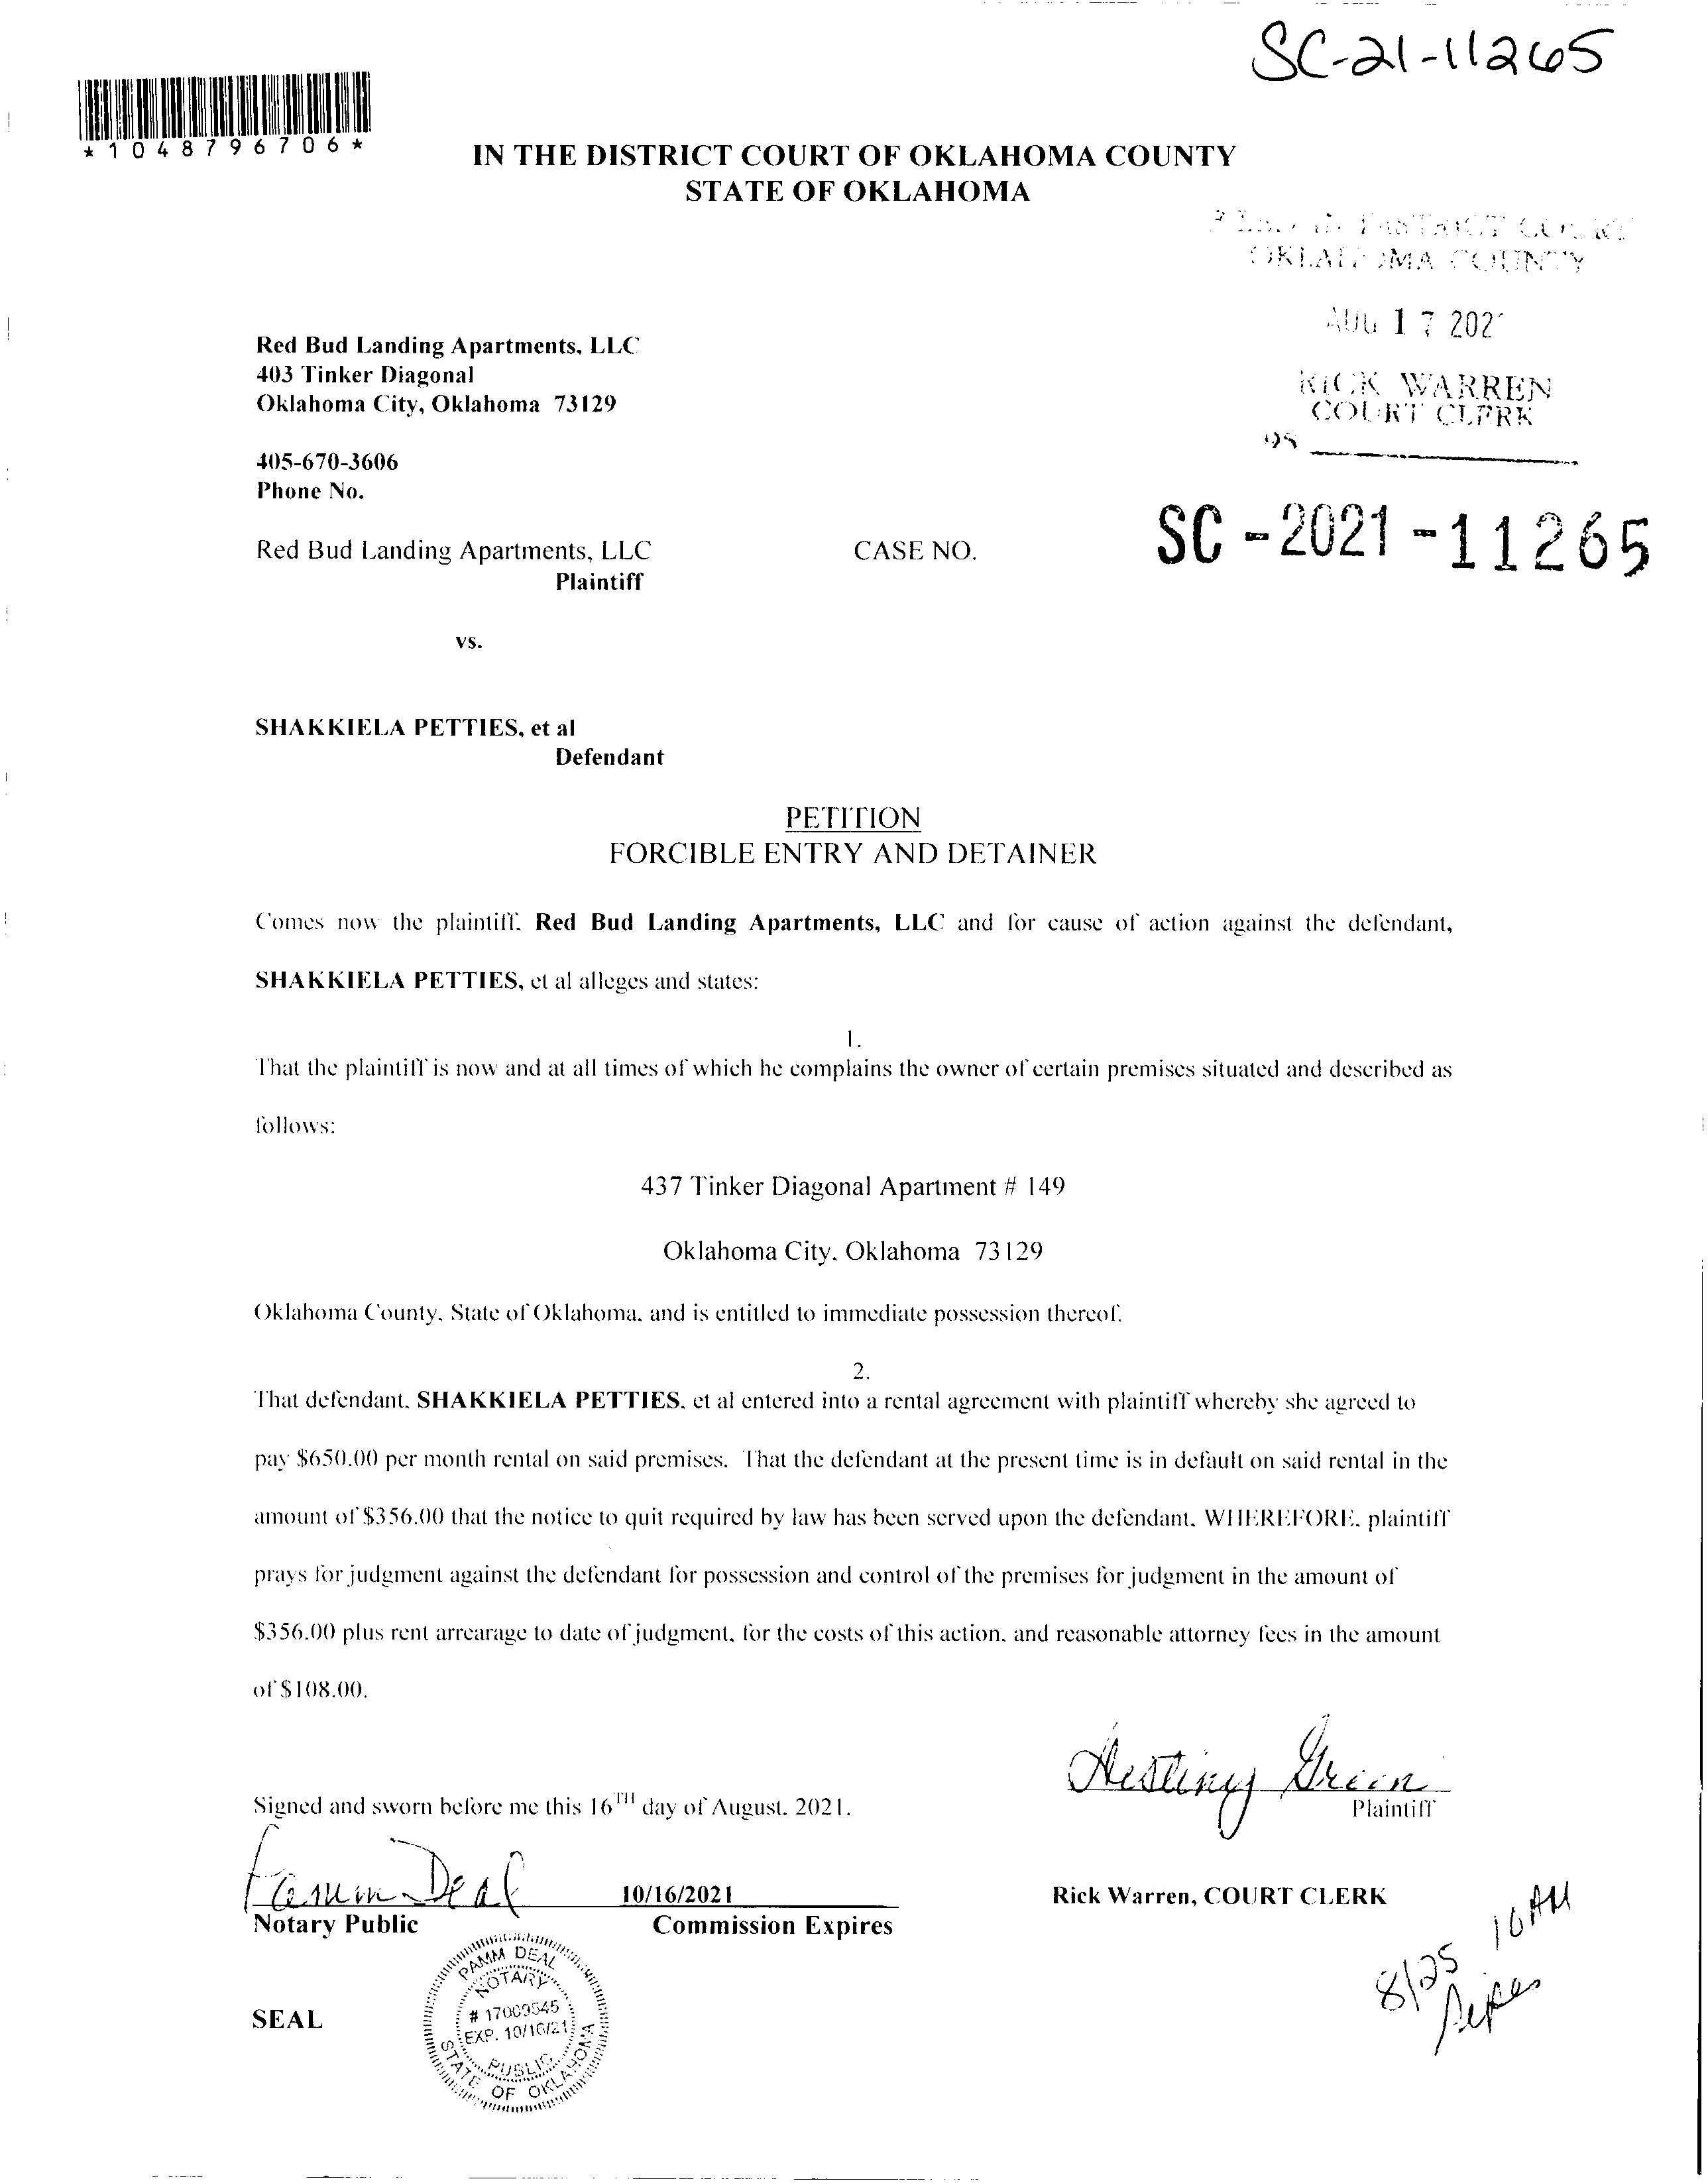 SC-21-11265
*1048796706*
IN THE DISTRICT COURT OF OKLAHOMA COUNTY
STATE OF OKLAHOMA
DISTRICT COURT
OKLAHOMA COUNTY
AUG 17 202
Red Bud Landing Apartments, LLC
403 Tinker Diagonal
Oklahoma City, Oklahoma 73129
RICK WARREN
COURT CLERK
405-670-3606
Phone No.
Red Bud Landing Apartments, LLC CASE NO. SC-2021-11265
Plaintiff
vs.
SHAKKIELA PETTIES, et al
Defendant
PETITION
FORCIBLE ENTRY AND DETAINER
Comes now the plaintiff, Red Bud Landing Apartments, LLC and for cause of action against the defendant,
SHAKKIELA PETTIES, et al alleges and states:
1.
That the plaintiff is now and at all times of which he complains the owner of certain premises situated and described as
follows:
437 Tinker Diagonal Apartment # 149
Oklahoma City, Oklahoma 73129
Oklahoma County, State of Oklahoma, and is entitled to immediate possession thereof.
2.
That defendant, SHAKKIELA PETTIES, et al entered into a rental agreement with plaintiff whereby she agreed to
pay $650.00 per month rental on said premises. That the defendant at the present time is in default on said rental in the
amount of $356.00 that the notice to quit required by law has been served upon the defendant, WHEREFORE, plaintiff
prays for judgment against the defendant for possession and control of the premises for judgment in the amount of
$356.00 plus rent arrearage to date of judgment, for the costs of this action, and reasonable attorney fees in the amount
of $108.00.
Destiny Green
Signed and sworn before me this 16TH day of August, 2021.
Plaintiff
Pamm Deal 10/16/2021
Rick Warren, COURT CLERK
Notary Public Commission Expires
8/25 10AM
SEAL
PAMM DEAL
NOTARY
# 17009545
EXP. 10/16/21
PUBLIC
STATE OF OKLAHOMA